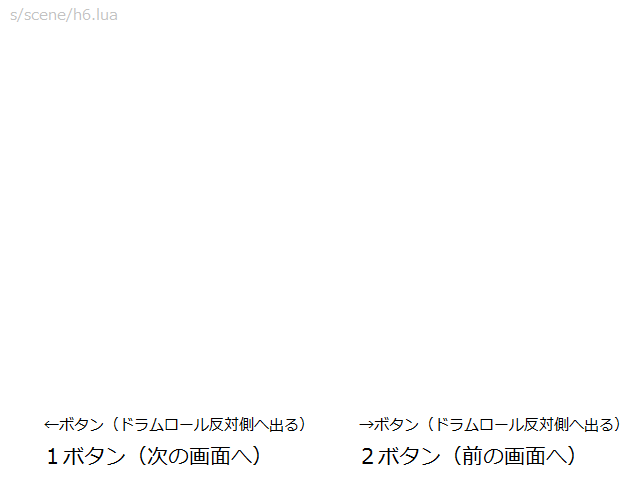 s/scene/h6.lua
←ボタン（ドラムロール反対側へ出る）
→ボタン（ドラムロール反対側へ出る）
１ボタン（次の画面へ）
２ボタン（前の画面へ）